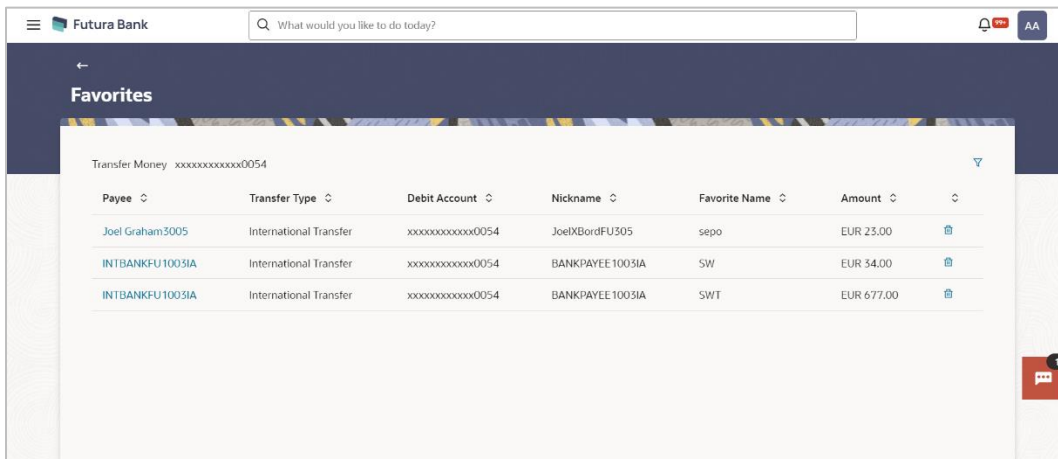 Futura Bank What would you like to do today? 99+ AA
Favorites
Transfer Money xxxxxxxxxxxx0054
Payee Transfer Type Debit Account Nickname Favorite Name Amount
Joel Graham3005 International Transfer xxxxxxxxxxxx0054 JoelXBordFU305 sepo EUR 23.00
INTBANKFU1003IA International Transfer xxxxxxxxxxxx0054 BANKPAYEE1003IA SW EUR 34.00
INTBANKFU1003IA International Transfer xxxxxxxxxxxx0054 BANKPAYEE1003IA SWT EUR 677.00